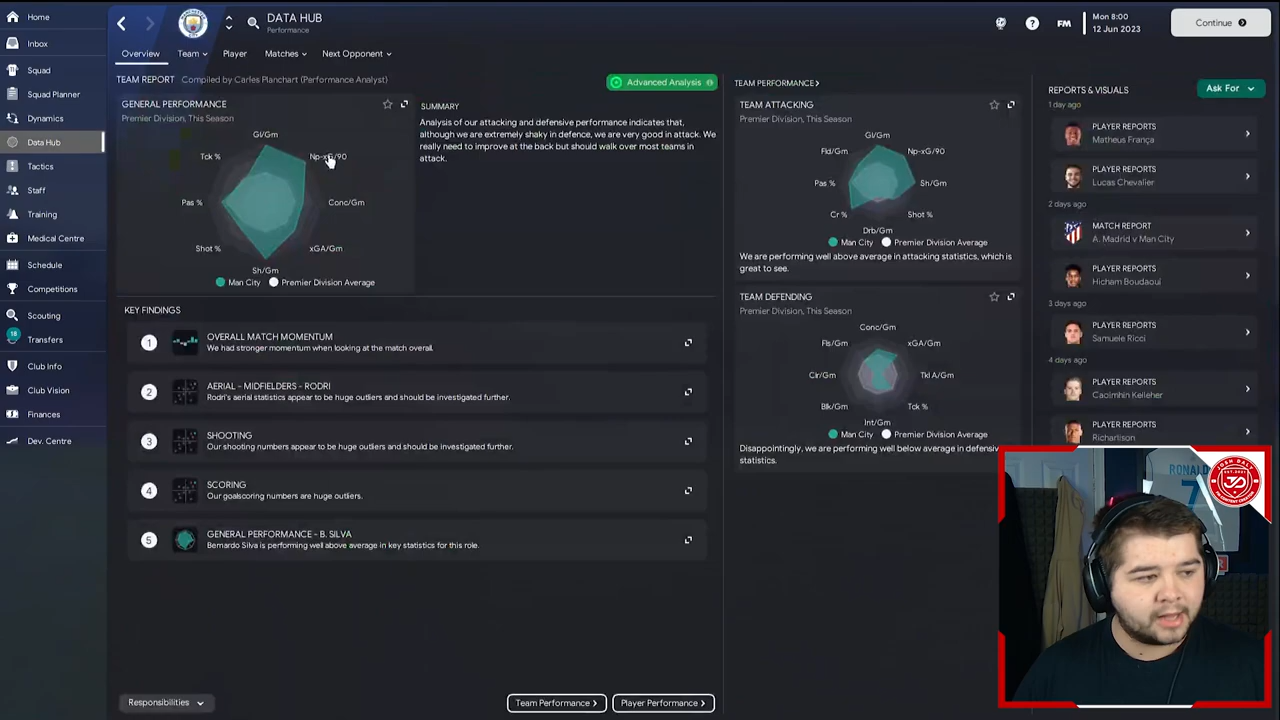 Home
Inbox
Squad
Squad Planner
Dynamics
Data Hub
Tactics
Staff
Training
Medical Centre
Schedule
Competitions
Scouting
18
Transfers
Club Info
Club Vision
Finances
Dev. Centre
DATA HUB
Performance
FM
Mon 8:00
12 Jun 2023
Continue
Overview
Team
Player
Matches
Next Opponent
TEAM REPORT Compiled by Carles Planchart (Performance Analyst)
Advanced Analysis
GENERAL PERFORMANCE
Premier Division, This Season
Gl/Gm
Tck %
Np-xG/90
Pas %
Conc/Gm
Shot %
xGA/Gm
Sh/Gm
Man City
Premier Division Average
SUMMARY
Analysis of our attacking and defensive performance indicates that,
although we are extremely shaky in defence, we are very good in attack. We
really need to improve at the back but should walk over most teams in
attack.
KEY FINDINGS
1
OVERALL MATCH MOMENTUM
We had stronger momentum when looking at the match overall.
2
AERIAL - MIDFIELDERS - RODRI
Rodri's aerial statistics appear to be huge outliers and should be investigated further.
3
SHOOTING
Our shooting numbers appear to be huge outliers and should be investigated further.
4
SCORING
Our goalscoring numbers are huge outliers.
5
GENERAL PERFORMANCE - B. SILVA
Bernardo Silva is performing well above average in key statistics for this role.
Responsibilities
Team Performance
Player Performance
TEAM PERFORMANCE
TEAM ATTACKING
Premier Division, This Season
Gl/Gm
Fld/Gm
Np-xG/90
Pas %
Sh/Gm
Cr %
Shot %
Drb/Gm
Man City
Premier Division Average
We are performing well above average in attacking statistics, which is
great to see.
TEAM DEFENDING
Premier Division, This Season
Conc/Gm
Fls/Gm
xGA/Gm
Clr/Gm
Tkl A/Gm
Blk/Gm
Tck %
Int/Gm
Man City
Premier Division Average
Disappointingly, we are performing well below average in defensive
statistics.
REPORTS & VISUALS
Ask For
1 day ago
PLAYER REPORTS
Matheus França
PLAYER REPORTS
Lucas Chevalier
2 days ago
MATCH REPORT
A. Madrid v Man City
PLAYER REPORTS
Hicham Boudaoui
3 days ago
PLAYER REPORTS
Samuele Ricci
4 days ago
PLAYER REPORTS
Caoimhin Kelleher
PLAYER REPORTS
Richarlison
RONALD
7
JOSH DALY
JD